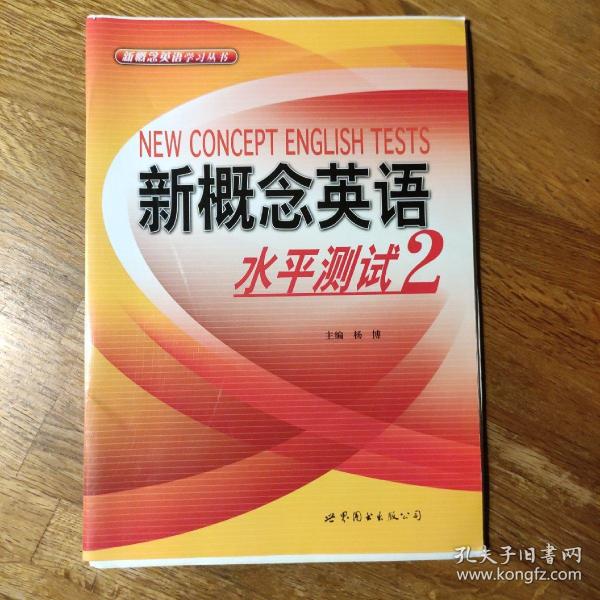 新概念英语学习丛书
NEW CONCEPT ENGLISH TESTS
新概念英语
水平测试2
主编 杨 博
世界图书出版公司
孔夫子旧书网
www.kongfz.com